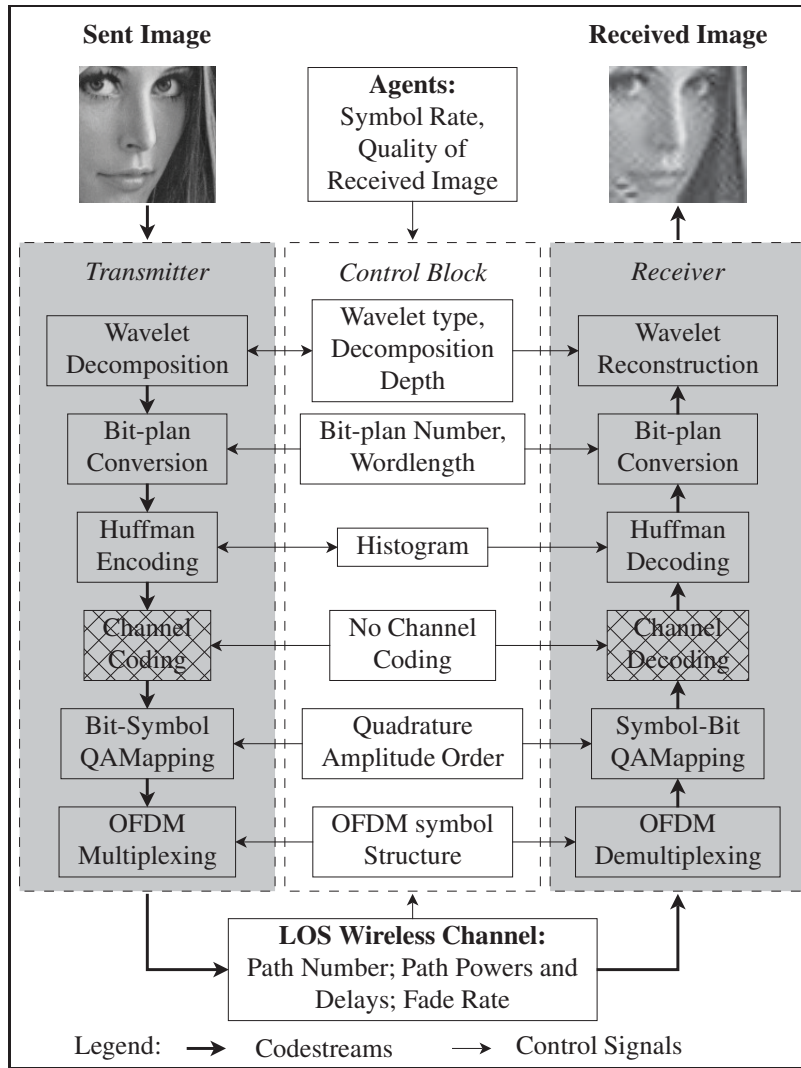 Sent Image
Received Image
Agents:
Symbol Rate,
Quality of
Received Image
Transmitter
Control Block
Receiver
Wavelet
Decomposition
Wavelet type,
Decomposition
Depth
Wavelet
Reconstruction
Bit-plan
Conversion
Bit-plan Number,
Wordlength
Bit-plan
Conversion
Huffman
Encoding
Histogram
Huffman
Decoding
Channel
Coding
No Channel
Coding
Channel
Decoding
Bit-Symbol
QAMapping
Quadrature
Amplitude Order
Symbol-Bit
QAMapping
OFDM
Multiplexing
OFDM symbol
Structure
OFDM
Demultiplexing
LOS Wireless Channel:
Path Number; Path Powers and
Delays; Fade Rate
Legend:
Codestreams
Control Signals